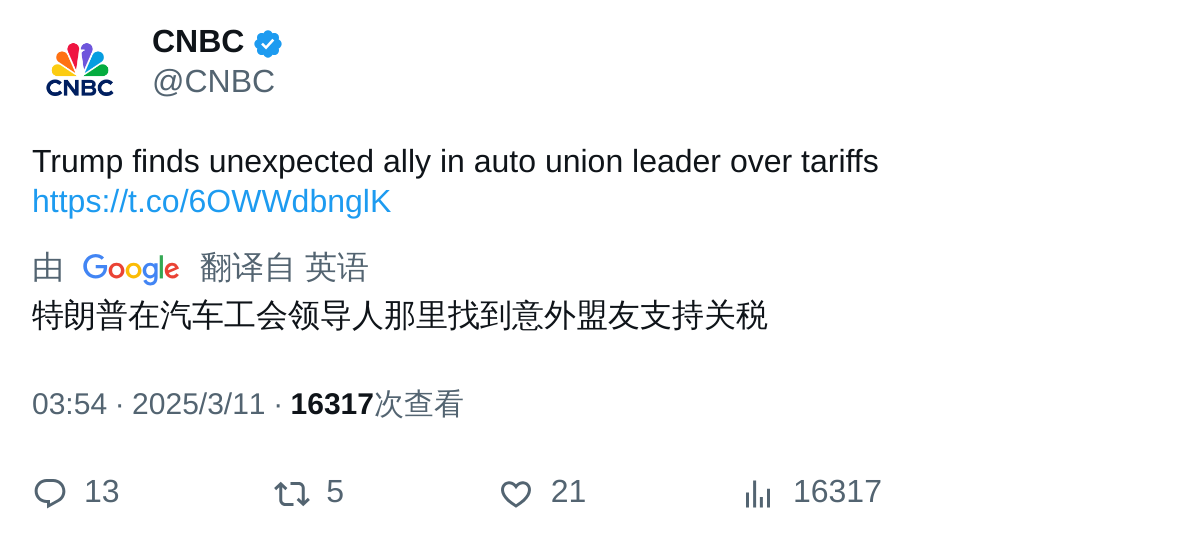 CNBC
CNBC
@CNBC
Trump finds unexpected ally in auto union leader over tariffs
https://t.co/6OWWdbnglK
由 Google 翻译自 英语
特朗普在汽车工会领导人那里找到意外盟友支持关税
03:54 · 2025/3/11 · 16317次查看
13 5 21 16317